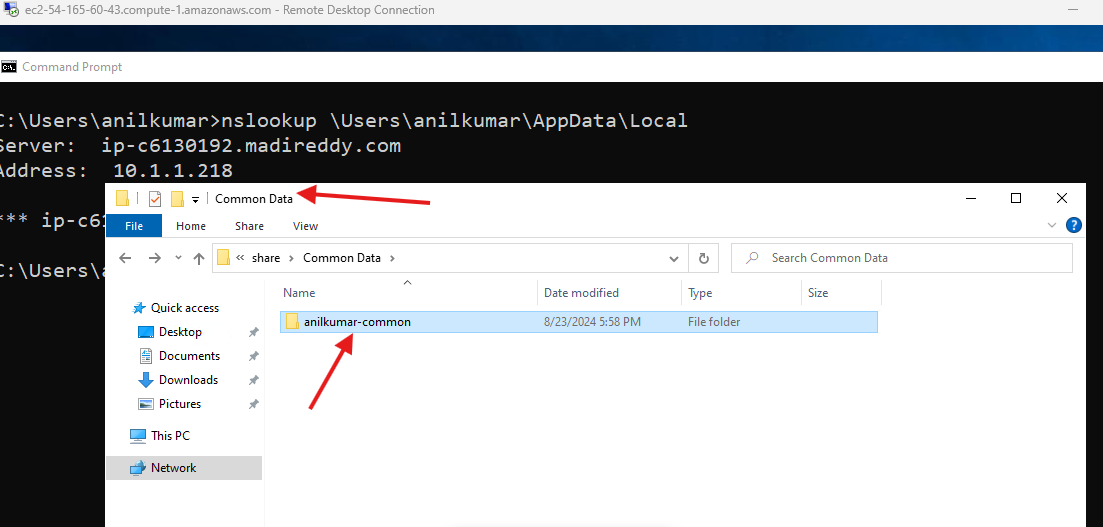 ec2-54-165-60-43.compute-1.amazonaws.com - Remote Desktop Connection
Command Prompt
C:\Users\anilkumar>nslookup \Users\anilkumar\AppData\Local
Server: ip-c6130192.madireddy.com
Address: 10.1.1.218
*** ip-c61
C:\Users\
Common Data
File Home Share View
share > Common Data >
Search Common Data
Name Date modified Type Size
anilkumar-common 8/23/2024 5:58 PM File folder
Quick access
Desktop
Documents
Downloads
Pictures
This PC
Network